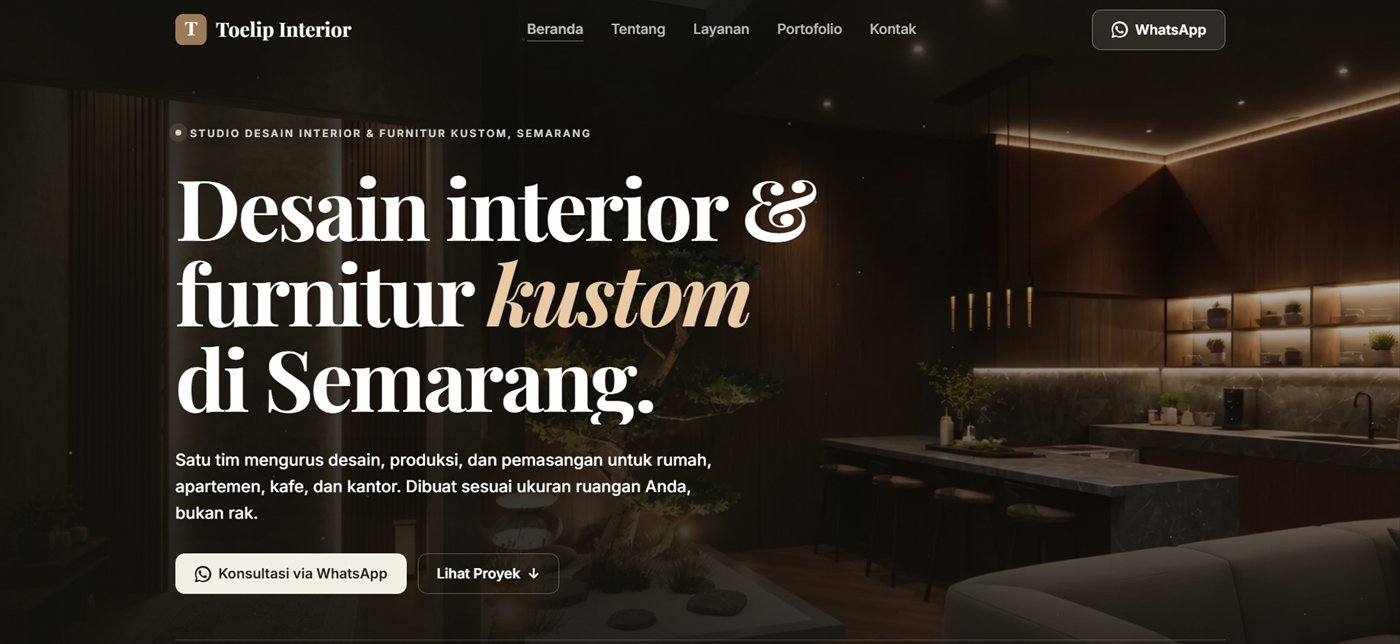 T Toelip Interior
Beranda Tentang Layanan Portofolio Kontak
WhatsApp
STUDIO DESAIN INTERIOR & FURNITUR KUSTOM, SEMARANG
Desain interior &
furnitur kustom
di Semarang.
Satu tim mengurus desain, produksi, dan pemasangan untuk rumah,
apartemen, kafe, dan kantor. Dibuat sesuai ukuran ruangan Anda,
bukan rak.
Konsultasi via WhatsApp
Lihat Proyek ↓